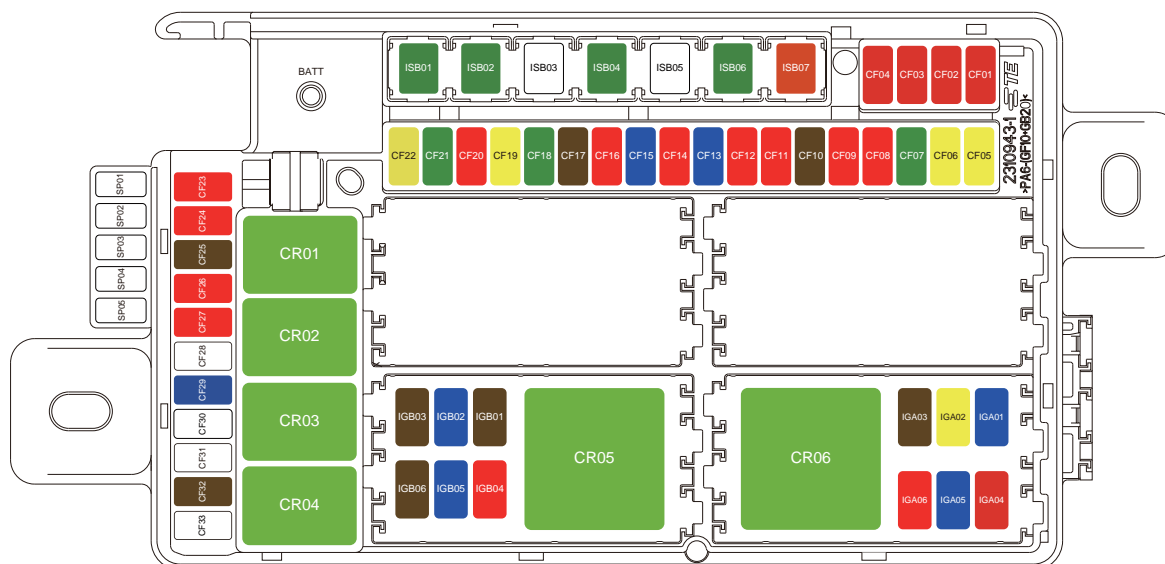 BATT
ISB01 ISB02 ISB03 ISB04 ISB05 ISB06 ISB07
CF04 CF03 CF02 CF01
TE
2310943-1
>PA6-(GF10+GB20)<
CF22 CF21 CF20 CF19 CF18 CF17 CF16 CF15 CF14 CF13 CF12 CF11 CF10 CF09 CF08 CF07 CF06 CF05
SP01
SP02
SP03
SP04
SP05
CF23
CF24
CF25
CF26
CF27
CF28
CF29
CF30
CF31
CF32
CF33
CR01
CR02
CR03
CR04
IGB03 IGB02 IGB01
IGB06 IGB05 IGB04
CR05
CR06
IGA03 IGA02 IGA01
IGA06 IGA05 IGA04